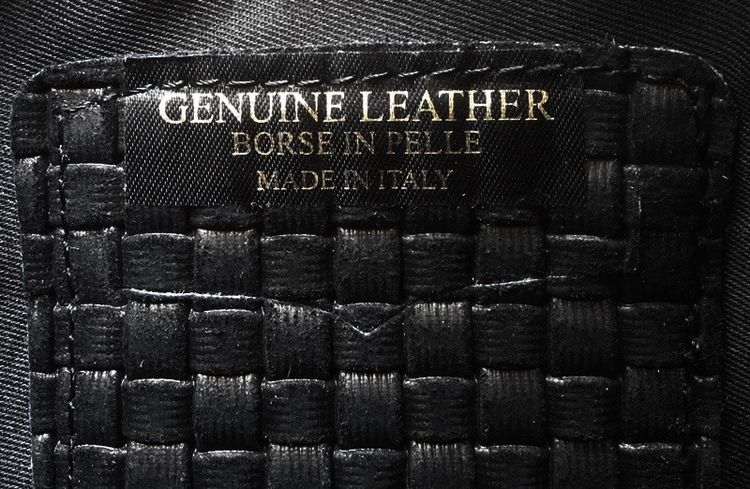 GENUINE LEATHER
BORSE IN PELLE
MADE IN ITALY